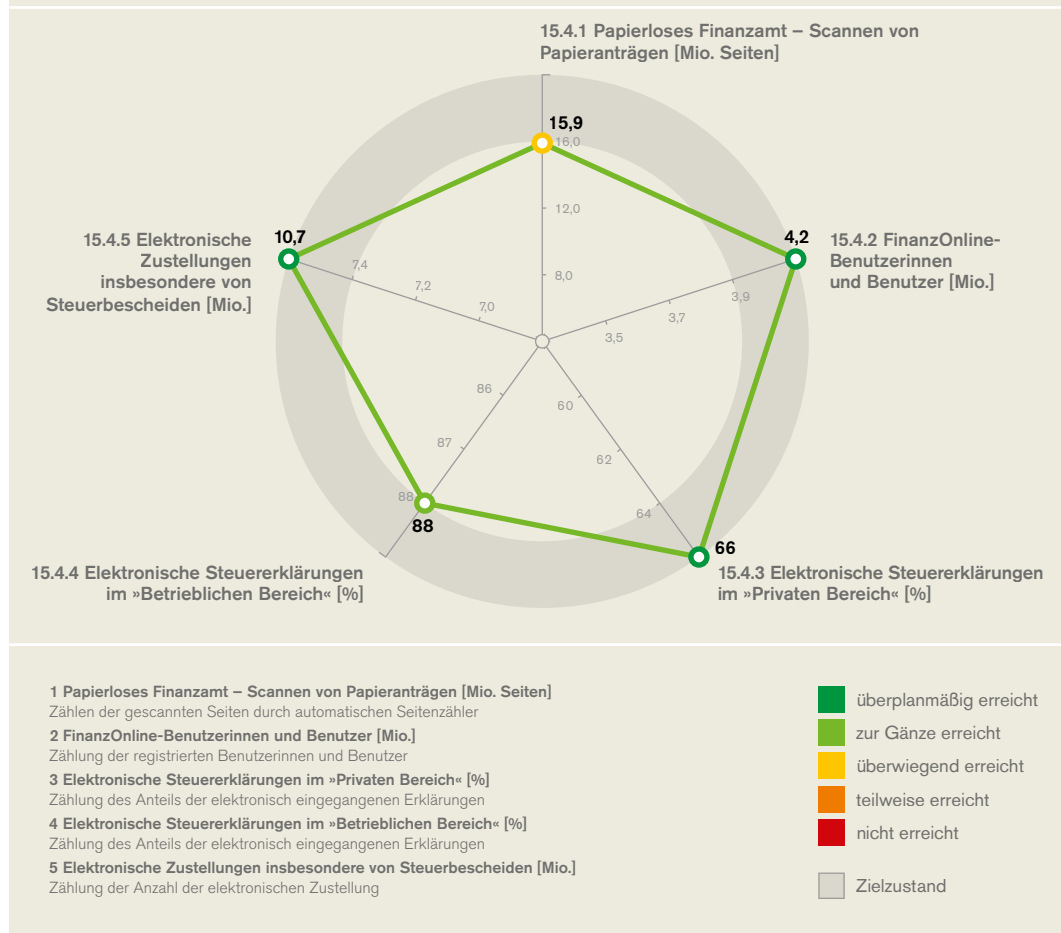 15.4.1 Papierloses Finanzamt – Scannen von
Papieranträgen [Mio. Seiten]
15,9
16,0
12,0
8,0
15.4.5 Elektronische
Zustellungen
insbesondere von
Steuerbescheiden [Mio.]
10,7
7,4
7,2
7,0
4,2
15.4.2 FinanzOnline-
Benutzerinnen
und Benutzer [Mio.]
3,9
3,7
3,5
86
87
88
88
60
62
64
66
15.4.4 Elektronische Steuererklärungen
im »Betrieblichen Bereich« [%]
15.4.3 Elektronische Steuererklärungen
im »Privaten Bereich« [%]
1 Papierloses Finanzamt – Scannen von Papieranträgen [Mio. Seiten]
Zählen der gescannten Seiten durch automatischen Seitenzähler
2 FinanzOnline-Benutzerinnen und Benutzer [Mio.]
Zählung der registrierten Benutzerinnen und Benutzer
3 Elektronische Steuererklärungen im »Privaten Bereich« [%]
Zählung des Anteils der elektronisch eingegangenen Erklärungen
4 Elektronische Steuererklärungen im »Betrieblichen Bereich« [%]
Zählung des Anteils der elektronisch eingegangenen Erklärungen
5 Elektronische Zustellungen insbesondere von Steuerbescheiden [Mio.]
Zählung der Anzahl der elektronischen Zustellung
überplanmäßig erreicht
zur Gänze erreicht
überwiegend erreicht
teilweise erreicht
nicht erreicht
Zielzustand